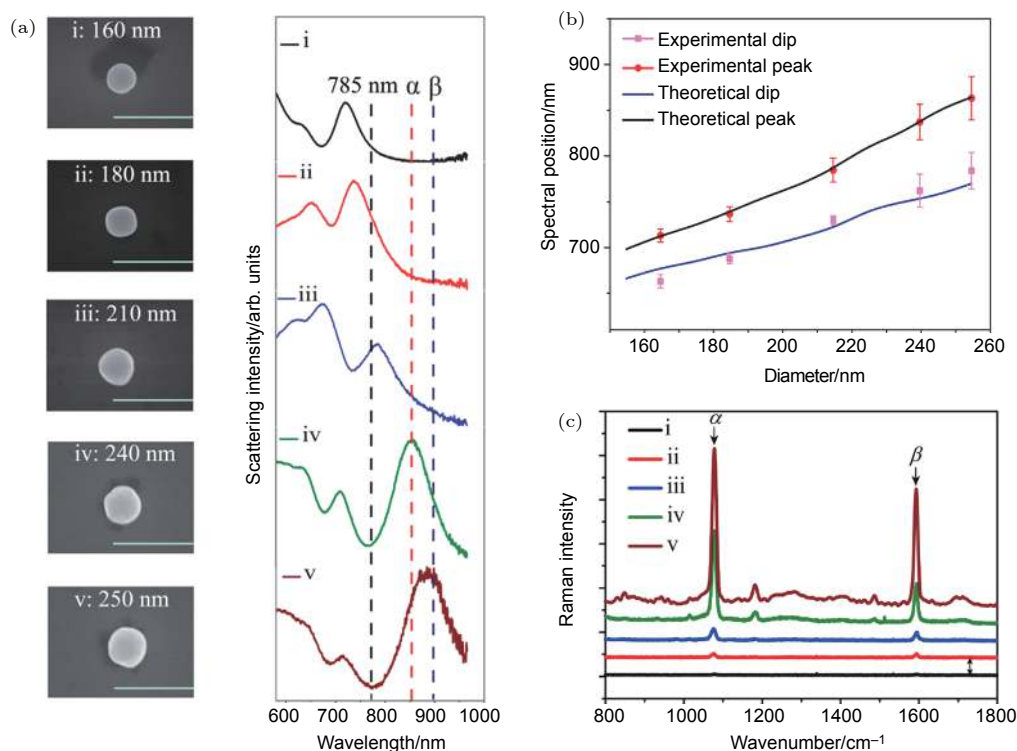 (a)
i: 160 nm
ii: 180 nm
iii: 210 nm
iv: 240 nm
v: 250 nm
Scattering intensity/arb. units
i
785 nm α β
ii
iii
iv
v
580 700 800 900 1000
Wavelength/nm
(b)
Experimental dip
Experimental peak
Theoretical dip
Theoretical peak
Spectral position/nm
900
800
700
160 180 200 220 240 260
Diameter/nm
(c)
i
ii
iii
iv
v
α
β
Raman intensity
800 1000 1200 1400 1600 1800
Wavenumber/cm⁻¹